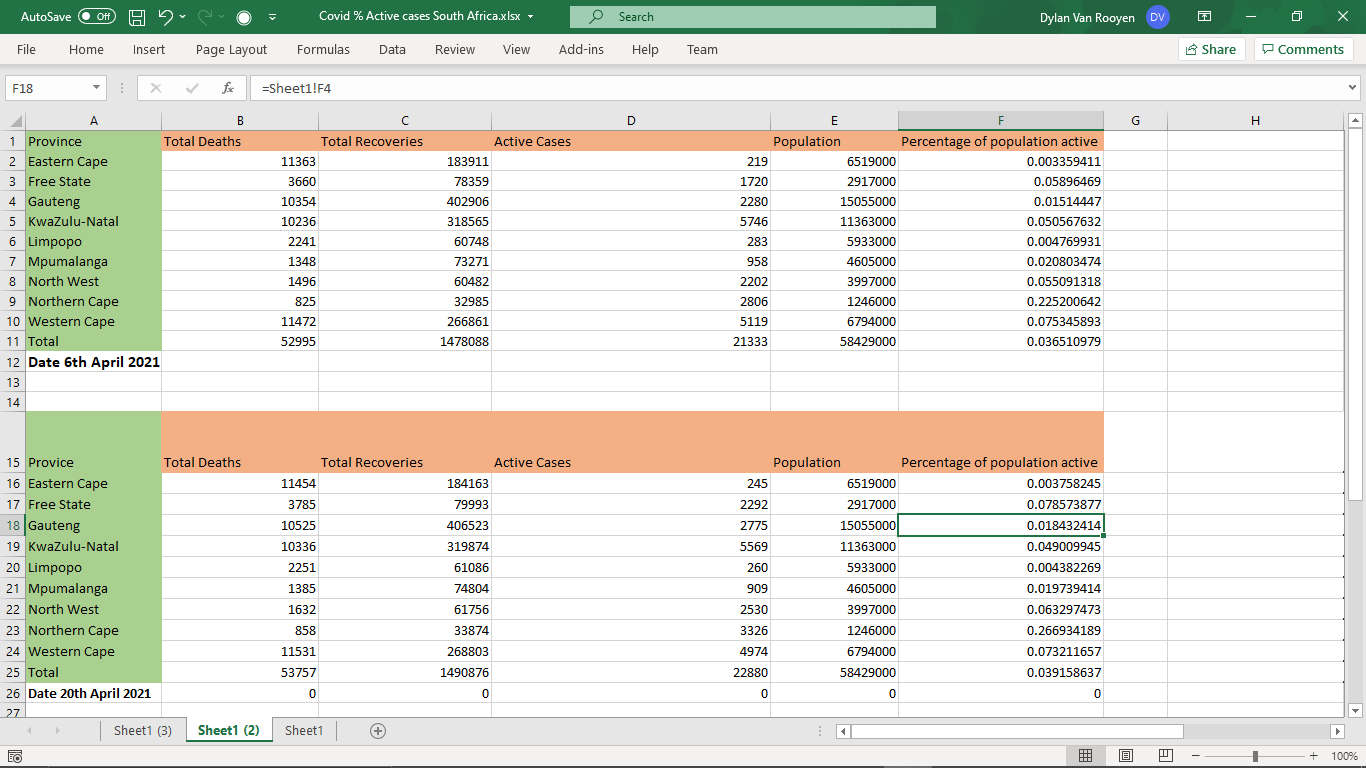 AutoSave Off Covid % Active cases South Africa.xlsx Search Dylan Van Rooyen DV
File Home Insert Page Layout Formulas Data Review View Add-ins Help Team Share Comments
F18 fx =Sheet1!F4
A B C D E F G H
1 Province Total Deaths Total Recoveries Active Cases Population Percentage of population active
2 Eastern Cape 11363 183911 219 6519000 0.003359411
3 Free State 3660 78359 1720 2917000 0.05896469
4 Gauteng 10354 402906 2280 15055000 0.01514447
5 KwaZulu-Natal 10236 318565 5746 11363000 0.050567632
6 Limpopo 2241 60748 283 5933000 0.004769931
7 Mpumalanga 1348 73271 958 4605000 0.020803474
8 North West 1496 60482 2202 3997000 0.055091318
9 Northern Cape 825 32985 2806 1246000 0.225200642
10 Western Cape 11472 266861 5119 6794000 0.075345893
11 Total 52995 1478088 21333 58429000 0.036510979
12 Date 6th April 2021
13
14
15 Provice Total Deaths Total Recoveries Active Cases Population Percentage of population active
16 Eastern Cape 11454 184163 245 6519000 0.003758245
17 Free State 3785 79993 2292 2917000 0.078573877
18 Gauteng 10525 406523 2775 15055000 0.018432414
19 KwaZulu-Natal 10336 319874 5569 11363000 0.049009945
20 Limpopo 2251 61086 260 5933000 0.004382269
21 Mpumalanga 1385 74804 909 4605000 0.019739414
22 North West 1632 61756 2530 3997000 0.063297473
23 Northern Cape 858 33874 3326 1246000 0.266934189
24 Western Cape 11531 268803 4974 6794000 0.073211657
25 Total 53757 1490876 22880 58429000 0.039158637
26 Date 20th April 2021 0 0 0 0 0
27
Sheet1 (3) Sheet1 (2) Sheet1
100%